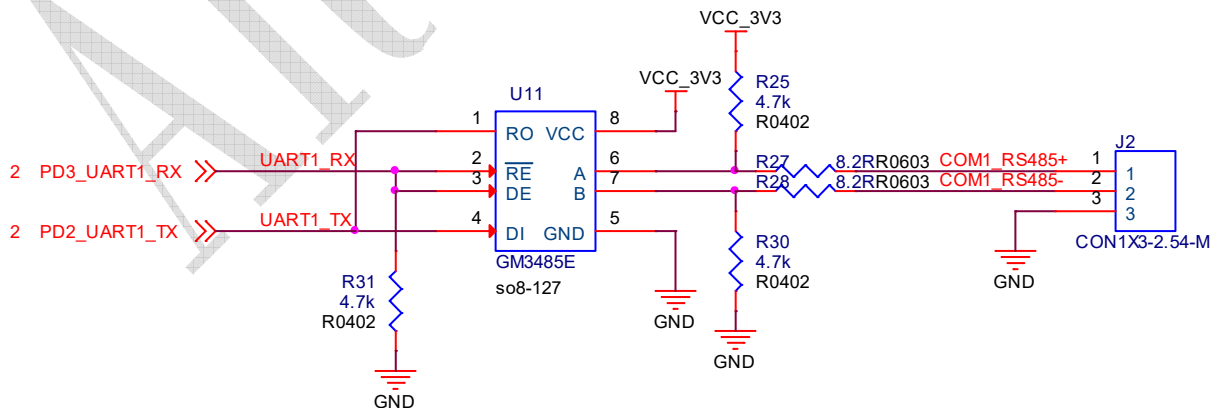 VCC_3V3
VCC_3V3
R25
4.7k
R0402
U11
1
RO
VCC
8
2 PD3_UART1_RX
UART1_RX
2
RE
A
6
R27
8.2R
R0603
COM1_RS485+
3
DE
B
7
R28
8.2R
R0603
COM1_RS485-
2 PD2_UART1_TX
UART1_TX
4
DI
GND
5
GM3485E
so8-127
J2
1
1
2
2
3
3
CON1X3-2.54-M
GND
R31
4.7k
R0402
GND
GND
R30
4.7k
R0402
GND